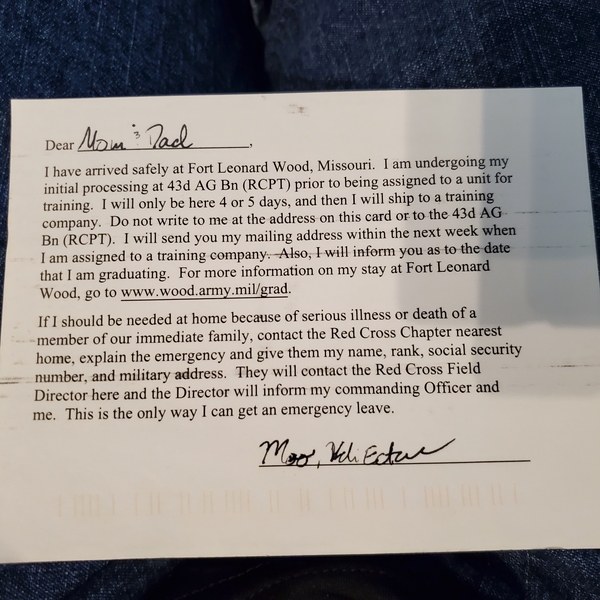 Dear Mom & Dad,
I have arrived safely at Fort Leonard Wood, Missouri. I am undergoing my
initial processing at 43d AG Bn (RCPT) prior to being assigned to a unit for
training. I will only be here 4 or 5 days, and then I will ship to a training
company. Do not write to me at the address on this card or to the 43d AG
Bn (RCPT). I will send you my mailing address within the next week when
I am assigned to a training company. Also, I will inform you as to the date
that I am graduating. For more information on my stay at Fort Leonard
Wood, go to www.wood.army.mil/grad.
If I should be needed at home because of serious illness or death of a
member of our immediate family, contact the Red Cross Chapter nearest
home, explain the emergency and give them my name, rank, social security
number, and military address. They will contact the Red Cross Field
Director here and the Director will inform my commanding Officer and
me. This is the only way I can get an emergency leave.